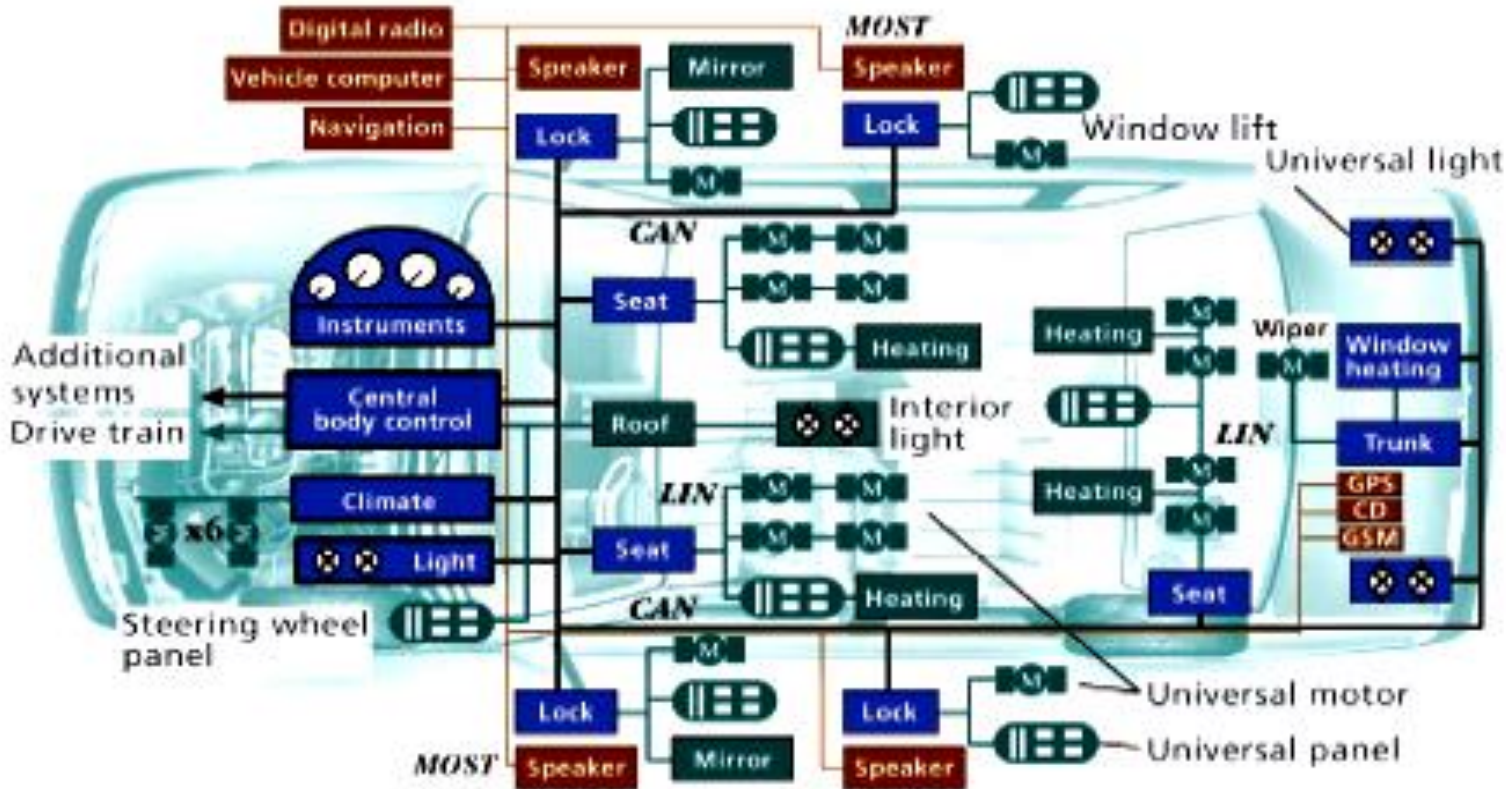 Digital radio
MOST
Speaker
Mirror
Speaker
Vehicle computer
Navigation
Lock
Lock
Window lift
M
M
Universal light
CAN
M M
Instruments
Seat
M M
M
Heating
Wiper
Window
heating
Heating
M
M
Additional
systems
Drive train
Central
body control
Roof
Interior
light
LIN
Trunk
Climate
LIN
M M
M
Heating
GPS
CD
GSM
M x6 M
Light
Seat
M M
M
Heating
Seat
CAN
Steering wheel
panel
M
M
Lock
Lock
Universal motor
Universal panel
MOST
Speaker
Mirror
Speaker